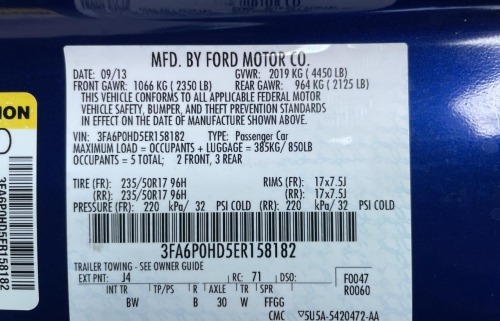 MOTOR CO.
MFD. BY FORD MOTOR CO.
DATE: 09/13 GVWR: 2019 KG ( 4450 LB)
FRONT GAWR: 1066 KG ( 2350 LB) REAR GAWR: 964 KG ( 2125 LB)
THIS VEHICLE CONFORMS TO ALL APPLICABLE FEDERAL MOTOR
VEHICLE SAFETY, BUMPER, AND THEFT PREVENTION STANDARDS
IN EFFECT ON THE DATE OF MANUFACTURE SHOWN ABOVE.
VIN: 3FA6P0HD5ER158182 TYPE: Passenger Car
MAXIMUM LOAD = OCCUPANTS + LUGGAGE = 385KG/ 850LB
OCCUPANTS = 5 TOTAL; 2 FRONT, 3 REAR
TIRE (FR): 235/50R17 96H RIMS (FR): 17x7.5J
(RR): 235/50R17 96H (RR): 17x7.5J
PRESSURE (FR): 220 kPa/ 32 PSI COLD (RR): 220 kPa/ 32 PSI COLD
3FA6P0HD5ER158182
TRAILER TOWING - SEE OWNER GUIDE
EXT PNT: J4 RC: 71 DSO: F0047
R0060
INT TR TP/PS R AXLE TR SPR
BW B 30 W FFGG
CMC 5U5A-5420472-AA
3FA6P0HD5ER158182